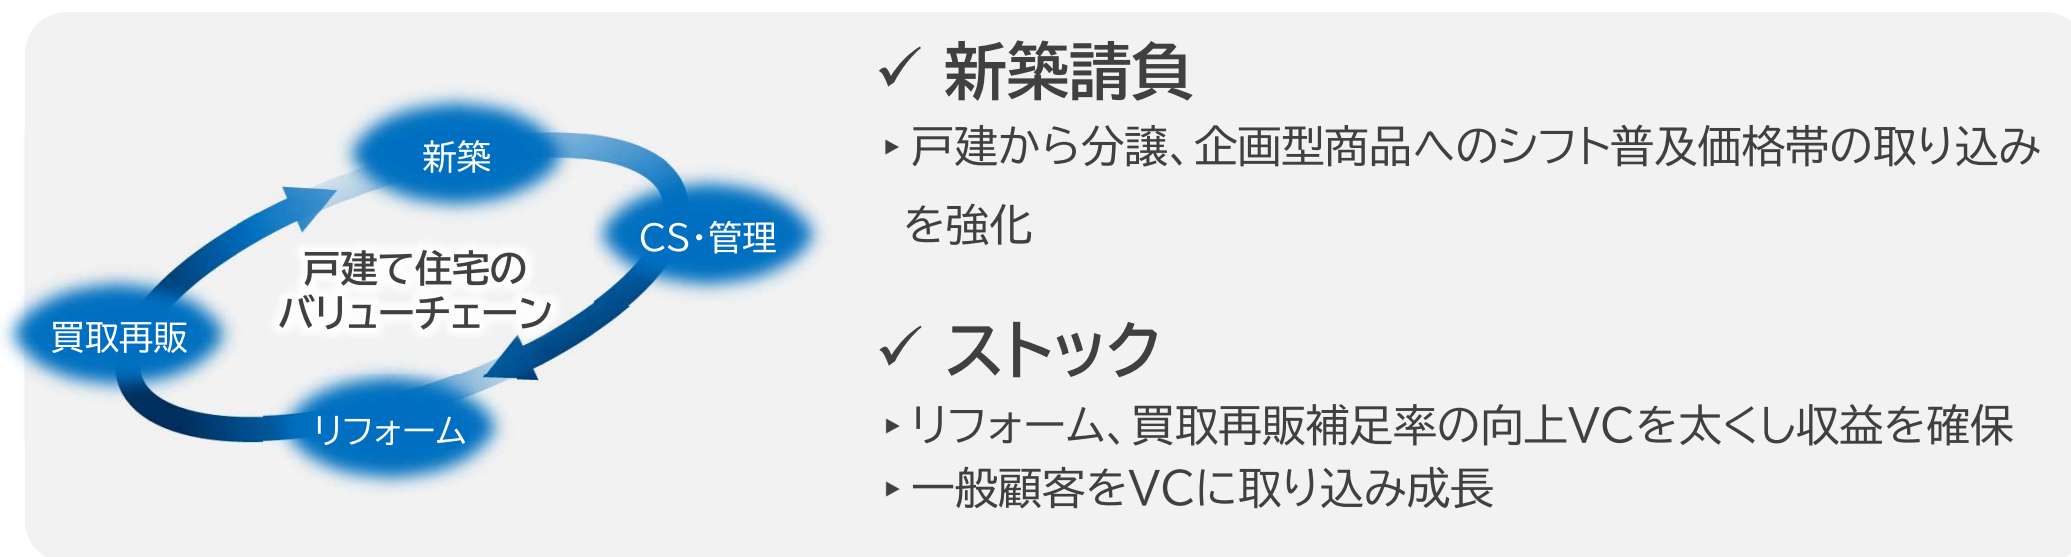 新築
CS・管理
戸建て住宅の
バリューチェーン
買取再販
リフォーム
✓ 新築請負
▸戸建から分譲、企画型商品へのシフト普及価格帯の取り込み
を強化
✓ ストック
▸リフォーム、買取再販補足率の向上VCを太くし収益を確保
▸一般顧客をVCに取り込み成長